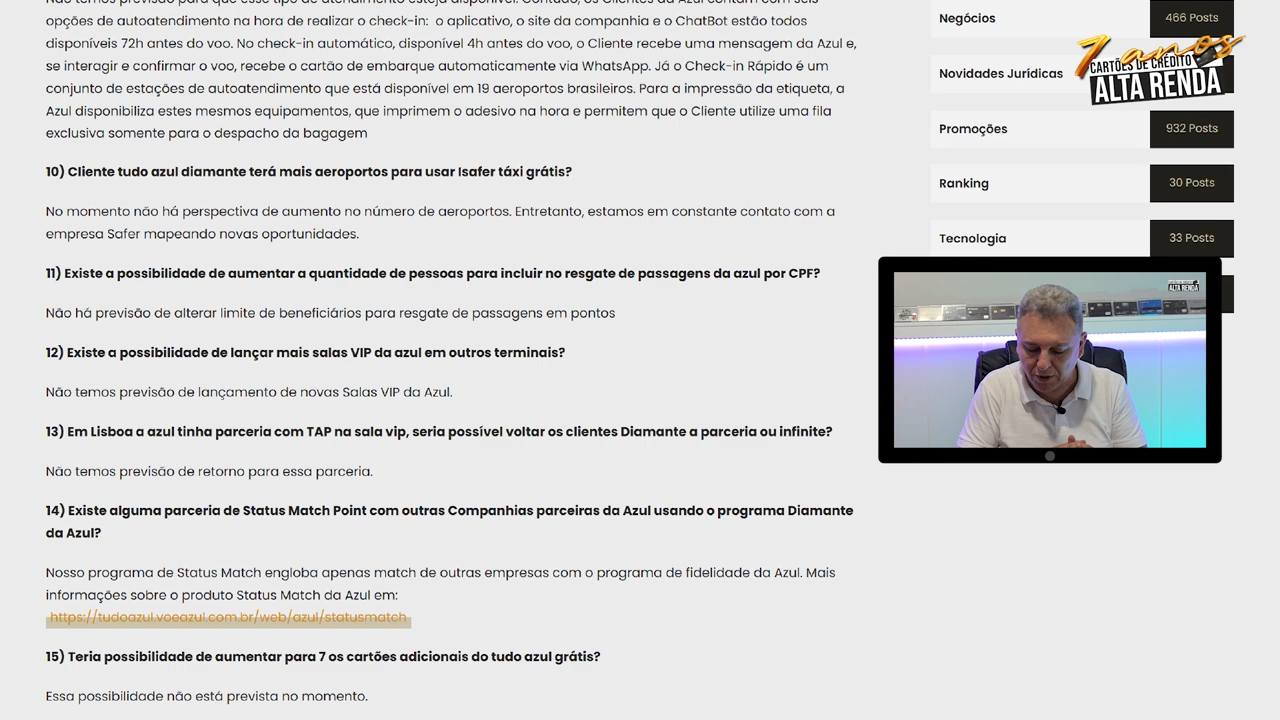 Não temos previsão para que esse tipo de atendimento esteja disponível. Contudo, os Clientes da Azul contam com seis
opções de autoatendimento na hora de realizar o check-in: o aplicativo, o site da companhia e o ChatBot estão todos
disponíveis 72h antes do voo. No check-in automático, disponível 4h antes do voo, o Cliente recebe uma mensagem da Azul e,
se interagir e confirmar o voo, recebe o cartão de embarque automaticamente via WhatsApp. Já o Check-in Rápido é um
conjunto de estações de autoatendimento que está disponível em 19 aeroportos brasileiros. Para a impressão da etiqueta, a
Azul disponibiliza estes mesmos equipamentos, que imprimem o adesivo na hora e permitem que o Cliente utilize uma fila
exclusiva somente para o despacho da bagagem
10) Cliente tudo azul diamante terá mais aeroportos para usar Isafer táxi grátis?
No momento não há perspectiva de aumento no número de aeroportos. Entretanto, estamos em constante contato com a
empresa Safer mapeando novas oportunidades.
11) Existe a possibilidade de aumentar a quantidade de pessoas para incluir no resgate de passagens da azul por CPF?
Não há previsão de alterar limite de beneficiários para resgate de passagens em pontos
12) Existe a possibilidade de lançar mais salas VIP da azul em outros terminais?
Não temos previsão de lançamento de novas Salas VIP da Azul.
13) Em Lisboa a azul tinha parceria com TAP na sala vip, seria possível voltar os clientes Diamante a parceria ou infinite?
Não temos previsão de retorno para essa parceria.
14) Existe alguma parceria de Status Match Point com outras Companhias parceiras da Azul usando o programa Diamante
da Azul?
Nosso programa de Status Match engloba apenas match de outras empresas com o programa de fidelidade da Azul. Mais
informações sobre o produto Status Match da Azul em:
https://tudoazul.voeazul.com.br/web/azul/statusmatch
15) Teria possibilidade de aumentar para 7 os cartões adicionais do tudo azul grátis?
Essa possibilidade não está prevista no momento.
Negócios 466 Posts
Novidades Jurídicas
Promoções 932 Posts
Ranking 30 Posts
Tecnologia 33 Posts
7 anos
CARTÕES DE CRÉDITO
ALTA RENDA
ALTA RENDA